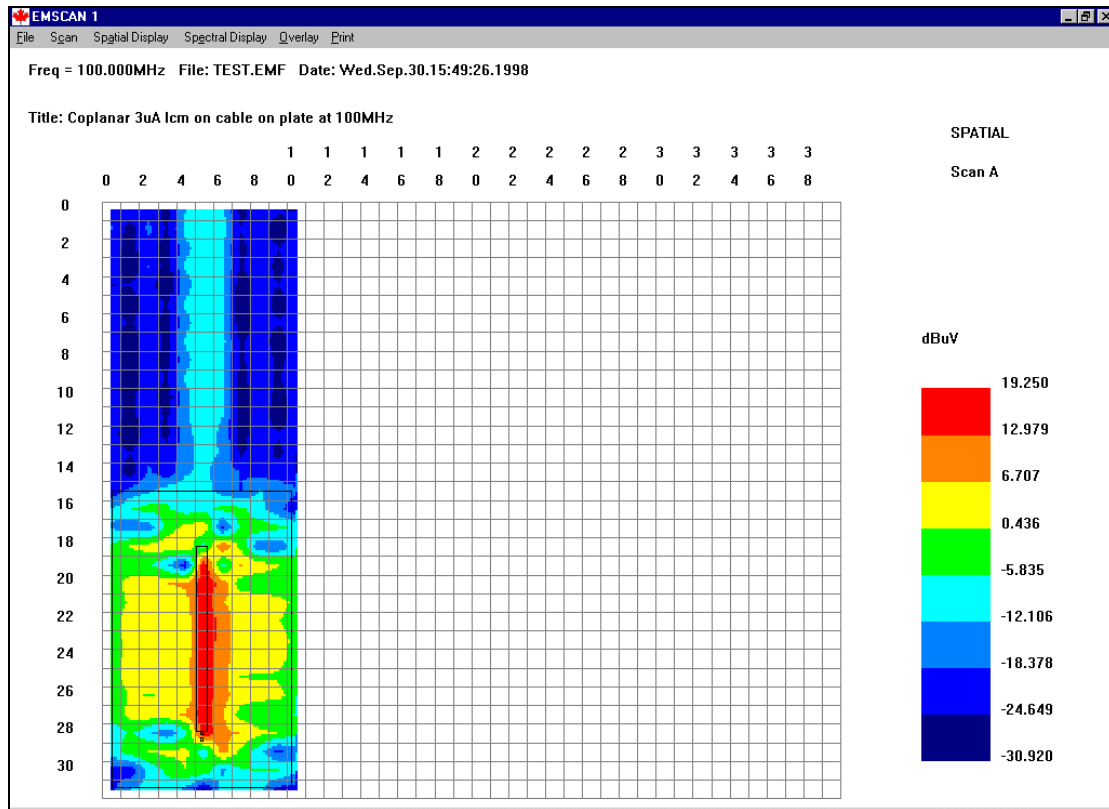 EMSCAN 1
File Scan Spatial Display Spectral Display Overlay Print
Freq = 100.000MHz File: TEST.EMF Date: Wed.Sep.30.15:49:26.1998
Title: Coplanar 3uA Icm on cable on plate at 100MHz
SPATIAL
Scan A
1 1 1 1 1 2 2 2 2 2 3 3 3 3 3
0 2 4 6 8 0 2 4 6 8 0 2 4 6 8 0 2 4 6 8
0
2
4
6
8
10
12
14
16
18
20
22
24
26
28
30
dBuV
19.250
12.979
6.707
0.436
-5.835
-12.106
-18.378
-24.649
-30.920